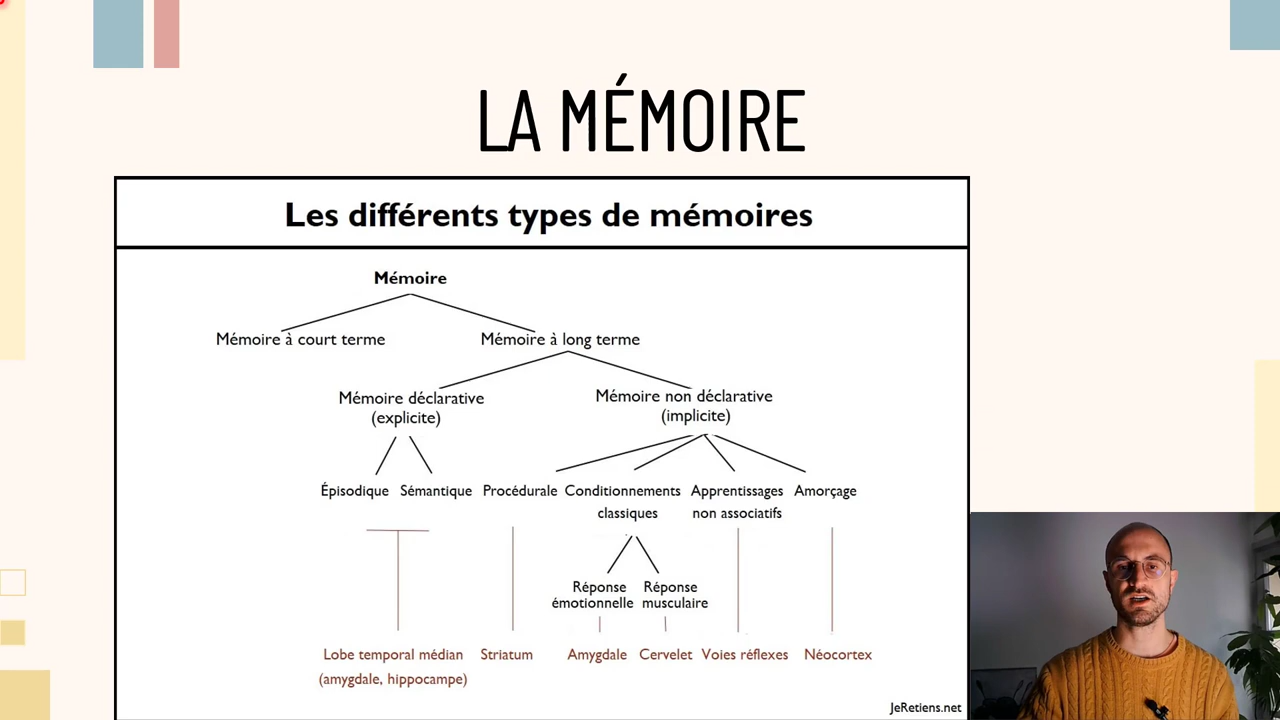 LA MÉMOIRE
Les différents types de mémoires
Mémoire
Mémoire à court terme
Mémoire à long terme
Mémoire déclarative
(explicite)
Mémoire non déclarative
(implicite)
Épisodique
Sémantique
Procédurale
Conditionnements
classiques
Apprentissages
non associatifs
Amorçage
Réponse
émotionnelle
Réponse
musculaire
Lobe temporal médian
(amygdale, hippocampe)
Striatum
Amygdale
Cervelet
Voies réflexes
Néocortex
JeRetiens.net